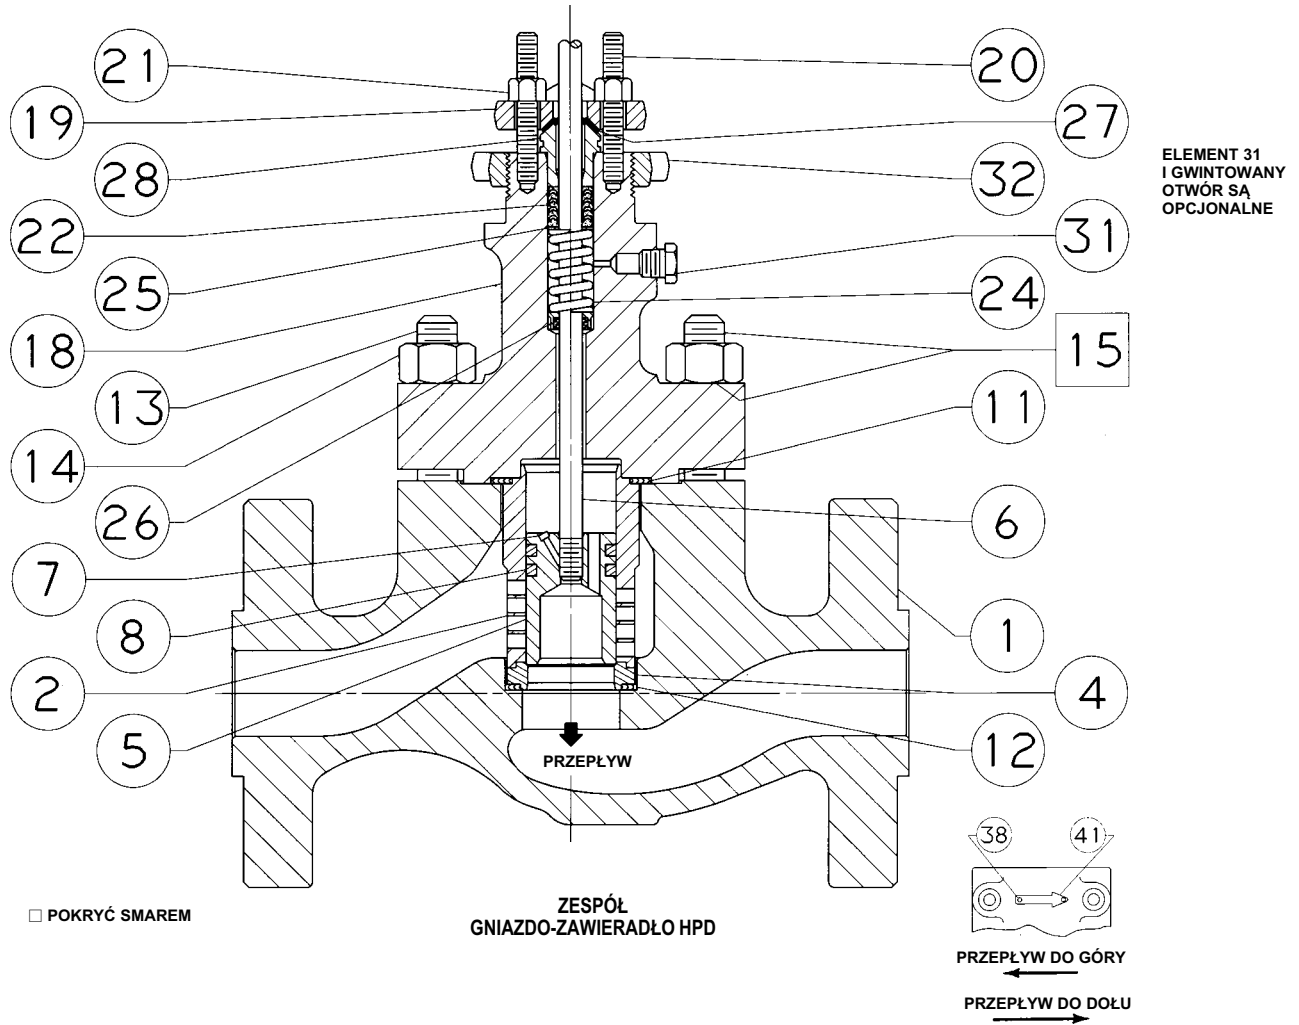 21
20
19
27
ELEMENT 31
I GWINTOWANY
OTWÓR SĄ
OPCJONALNE
28
32
22
31
25
24
18
15
13
11
14
26
6
7
8
1
2
4
5
12
PRZEPŁYW
38
41
□ POKRYĆ SMAREM
ZESPÓŁ
GNIAZDO-ZAWIERADŁO HPD
PRZEPŁYW DO GÓRY
PRZEPŁYW DO DOŁU